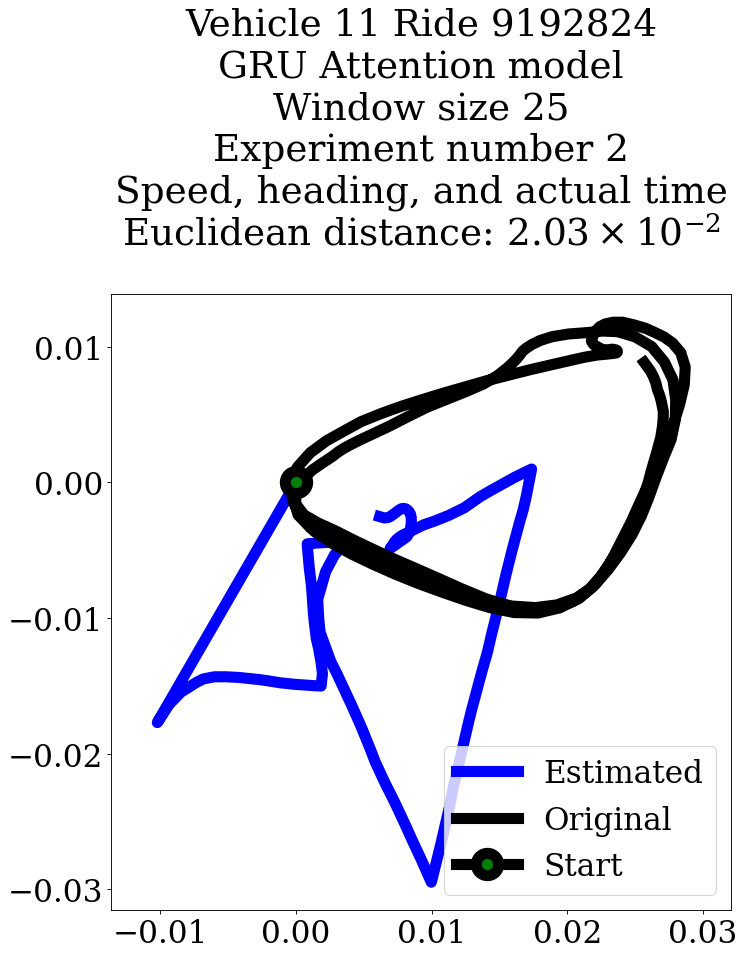 Vehicle 11 Ride 9192824
GRU Attention model
Window size 25
Experiment number 2
Speed, heading, and actual time
Euclidean distance: 2.03 × 10⁻²
0.01
0.00
−0.01
−0.02
−0.03
Estimated
Original
Start
−0.01 0.00 0.01 0.02 0.03